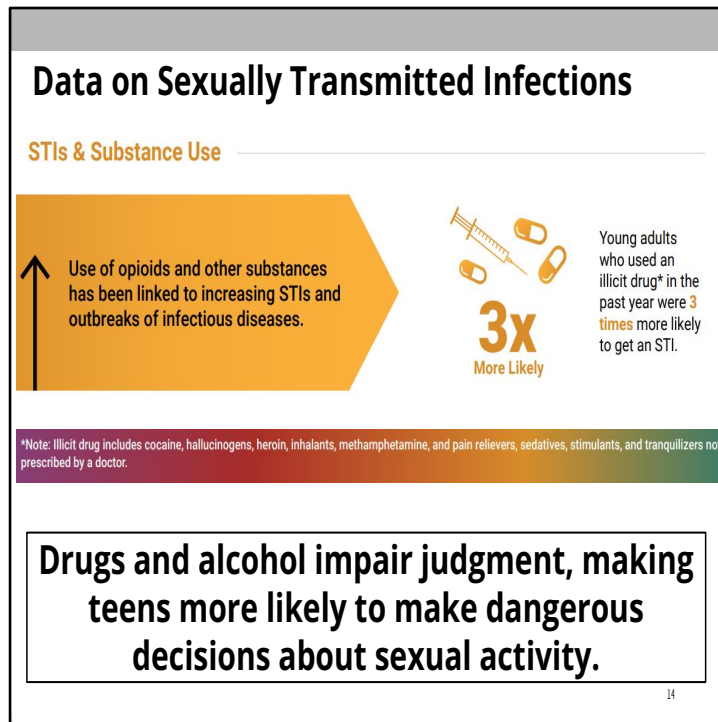 Data on Sexually Transmitted Infections
STIs & Substance Use
Use of opioids and other substances
has been linked to increasing STIs and
outbreaks of infectious diseases.
3x
More Likely
Young adults
who used an
illicit drug* in the
past year were 3
times more likely
to get an STI.
*Note: Illicit drug includes cocaine, hallucinogens, heroin, inhalants, methamphetamine, and pain relievers, sedatives, stimulants, and tranquilizers no
prescribed by a doctor.
Drugs and alcohol impair judgment, making
teens more likely to make dangerous
decisions about sexual activity.
14